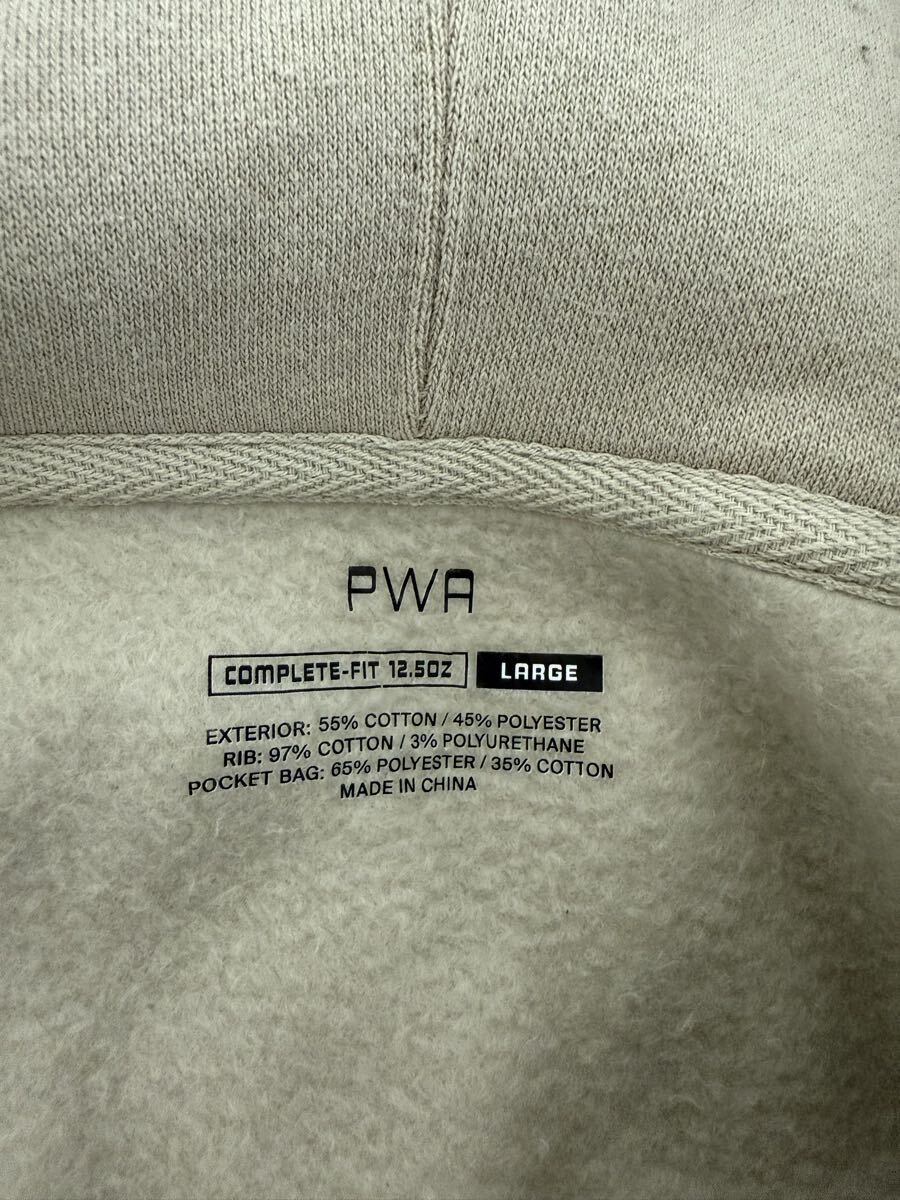 PWA
COMPLETE-FIT 12.5OZ LARGE
EXTERIOR: 55% COTTON / 45% POLYESTER
RIB: 97% COTTON / 3% POLYURETHANE
POCKET BAG: 65% POLYESTER / 35% COTTON
MADE IN CHINA